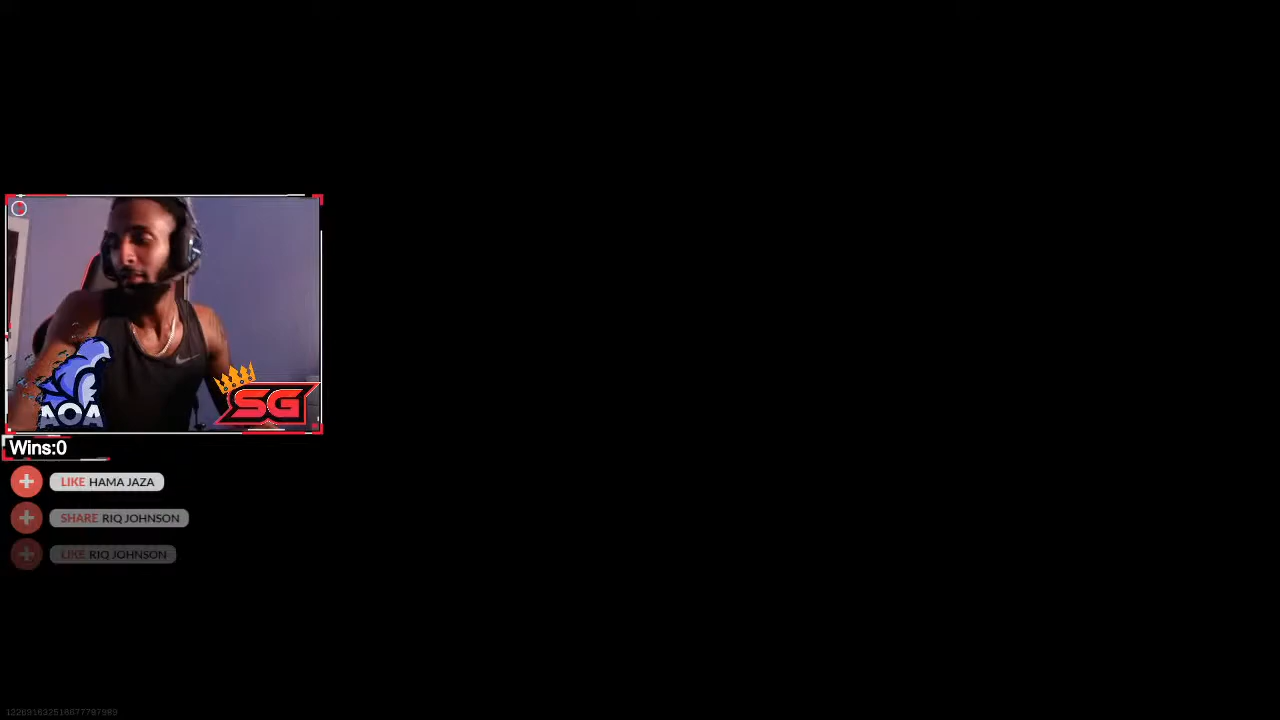 AOA
SG
Wins:0
LIKE HAMA JAZA
SHARE RIQ JOHNSON
LIKE RIQ JOHNSON